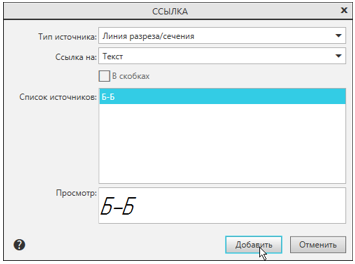 ССЫЛКА
Тип источника: Линия разреза/сечения
Ссылка на: Текст
В скобках
Список источников: Б-Б
Просмотр: Б–Б
Добавить Отменить